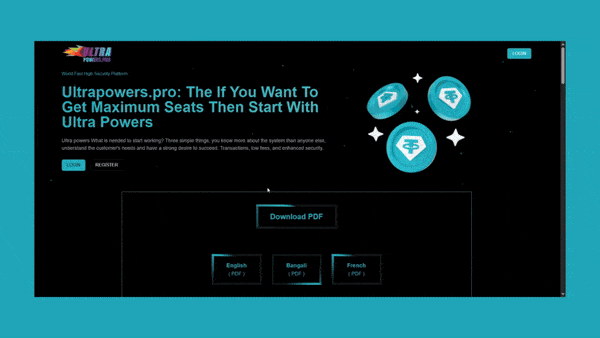 ULTRA
POWERS.PRO
LOGIN
World Fast High Security Platform
Ultrapowers.pro: The If You Want To
Get Maximum Seats Then Start With
Ultra Powers
Ultra powers What is needed to start working? Three simple things, you know more about the system than anyone else,
understand the customer's needs and have a strong desire to succeed. Transactions, low fees, and enhanced security.
LOGIN REGISTER
Download PDF
English Bangali French
( PDF ) ( PDF ) ( PDF )